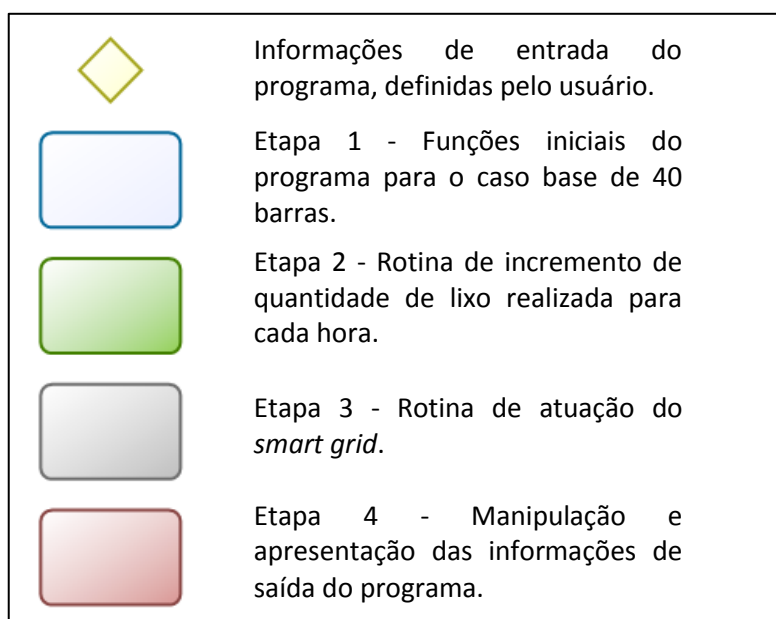 Informações de entrada do
programa, definidas pelo usuário.
Etapa 1 - Funções iniciais do
programa para o caso base de 40
barras.
Etapa 2 - Rotina de incremento de
quantidade de lixo realizada para
cada hora.
Etapa 3 - Rotina de atuação do
smart grid.
Etapa 4 - Manipulação e
apresentação das informações de
saída do programa.